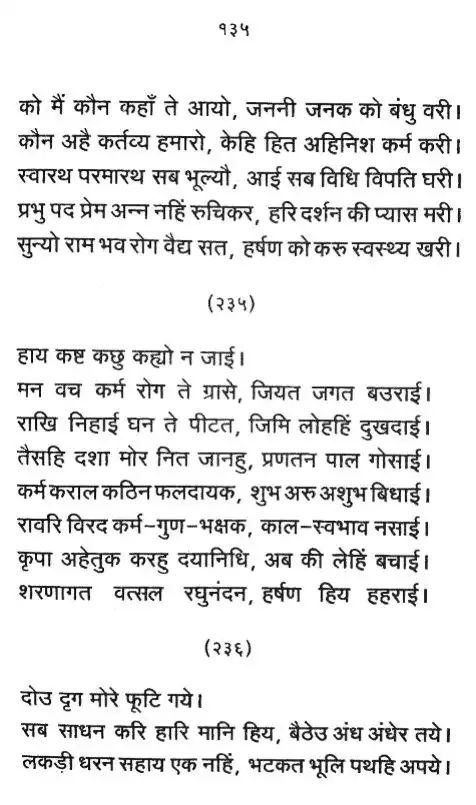 १३५
को मैं कौन कहाँ ते आयो, जननी जनक को बंधु वरी।
कौन अहै कर्तव्य हमारो, केहि हित अहिनिश कर्म करी।
स्वारथ परमारथ सब भूल्यौ, आई सब विधि विपति घरी।
प्रभु पद प्रेम अन्न नहिं रुचिकर, हरि दर्शन की प्यास मरी।
सुन्यो राम भव रोग वैद्य सत, हर्षण को करु स्वस्थ्य खरी।
(२३५)
हाय कष्ट कछु कह्यो न जाई।
मन वच कर्म रोग ते ग्रासे, जियत जगत बउराई।
राखि निहाई घन ते पीटत, जिमि लोहहिं दुखदाई।
तैसहि दशा मोर नित जानहु, प्रणतन पाल गोसाई।
कर्म कराल कठिन फलदायक, शुभ अरु अशुभ बिधाई।
रावरि विरद कर्म-गुण-भक्षक, काल-स्वभाव नसाई।
कृपा अहेतुक करहु दयानिधि, अब की लेहिं बचाई।
शरणागत वत्सल रघुनंदन, हर्षण हिय हहराई।
(२३६)
दोउ दृग मोरे फूटि गये।
सब साधन करि हारि मानि हिय, बैठेउ अंध अंधेर तये।
लकड़ी धरन सहाय एक नहिं, भटकत भूलि पथहि अपये।